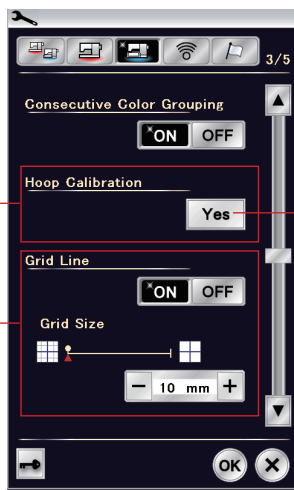 3/5
Consecutive Color Grouping
*ON OFF
Hoop Calibration
Yes
Grid Line
*ON OFF
Grid Size
− 10 mm +
OK X